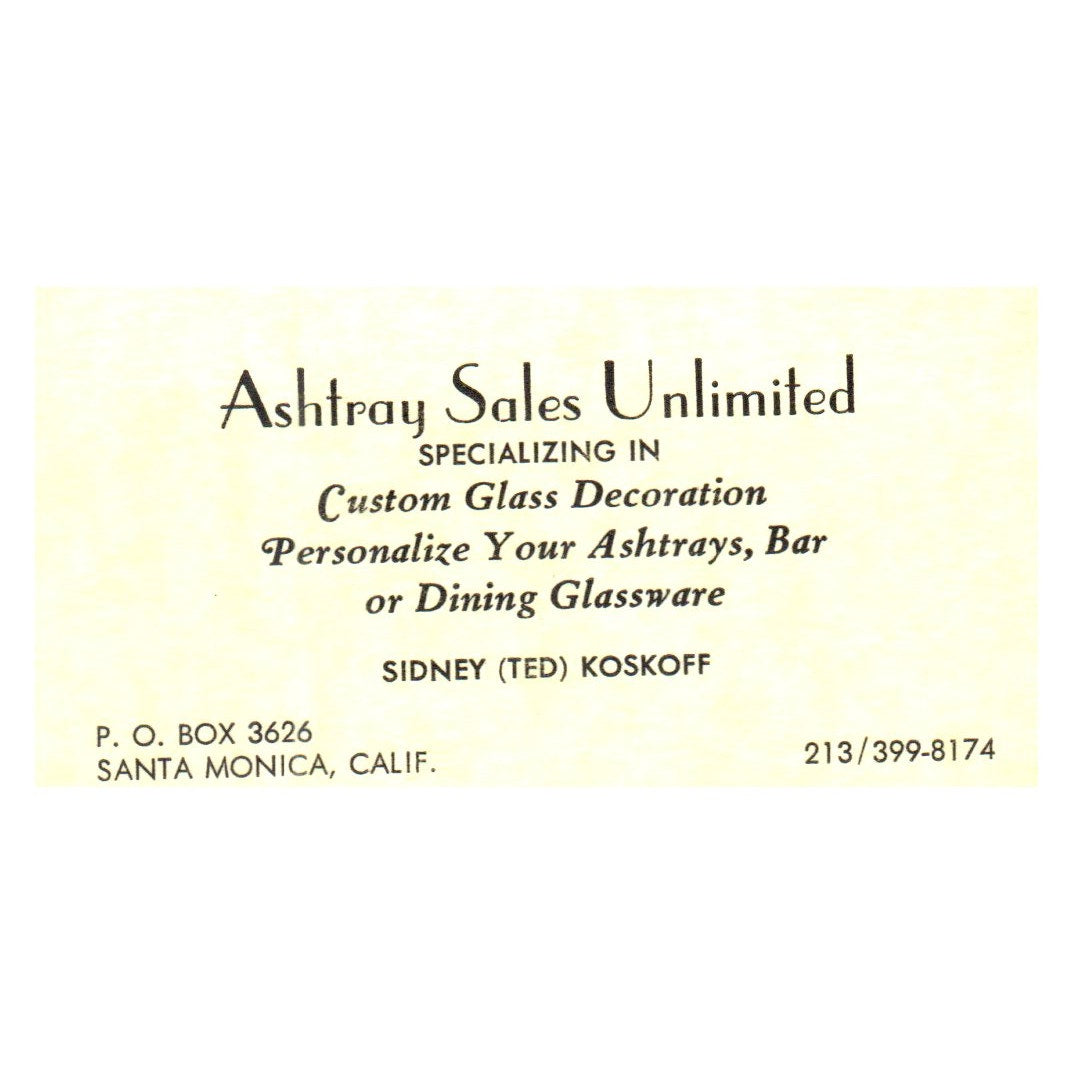 Ashtray Sales Unlimited
SPECIALIZING IN
Custom Glass Decoration
Personalize Your Ashtrays, Bar
or Dining Glassware
SIDNEY (TED) KOSKOFF
P. O. BOX 3626
SANTA MONICA, CALIF.
213/399-8174